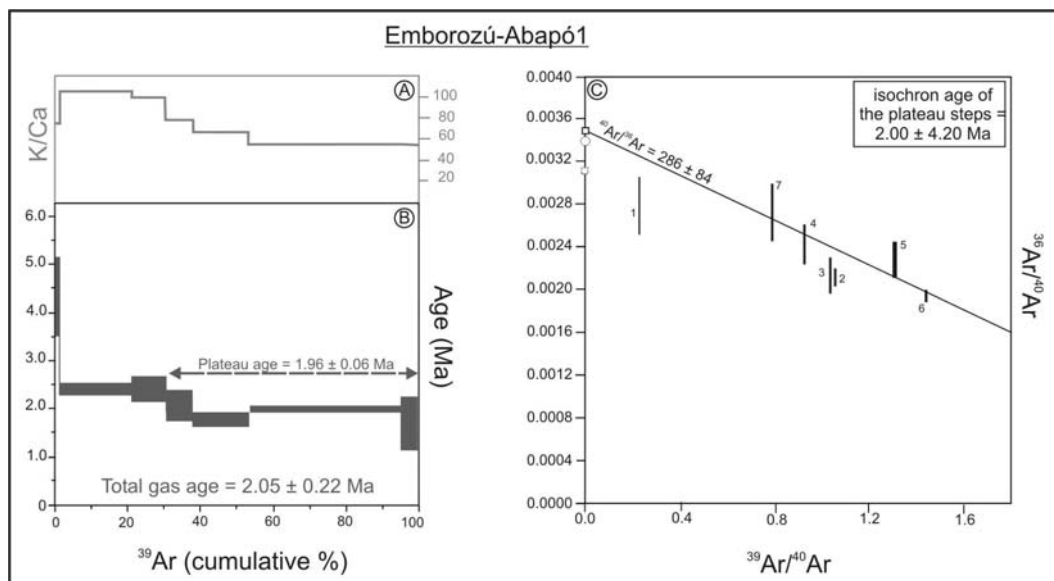 Emborozú-Abapó1
A
K/Ca
100
80
60
40
20
B
6.0
5.0
4.0
3.0
2.0
1.0
0
Age (Ma)
Plateau age = 1.96 ± 0.06 Ma
Total gas age = 2.05 ± 0.22 Ma
0 20 40 60 80 100
³⁹Ar (cumulative %)
C
isochron age of
the plateau steps =
2.00 ± 4.20 Ma
0.0040
0.0036
0.0032
0.0028
0.0024
0.0020
0.0016
0.0012
0.0008
0.0004
0.0000
⁴⁰Ar/³⁶Ar = 286 ± 84
1
7
4
3
2
5
6
³⁶Ar/⁴⁰Ar
0.0 0.4 0.8 1.2 1.6
³⁹Ar/⁴⁰Ar